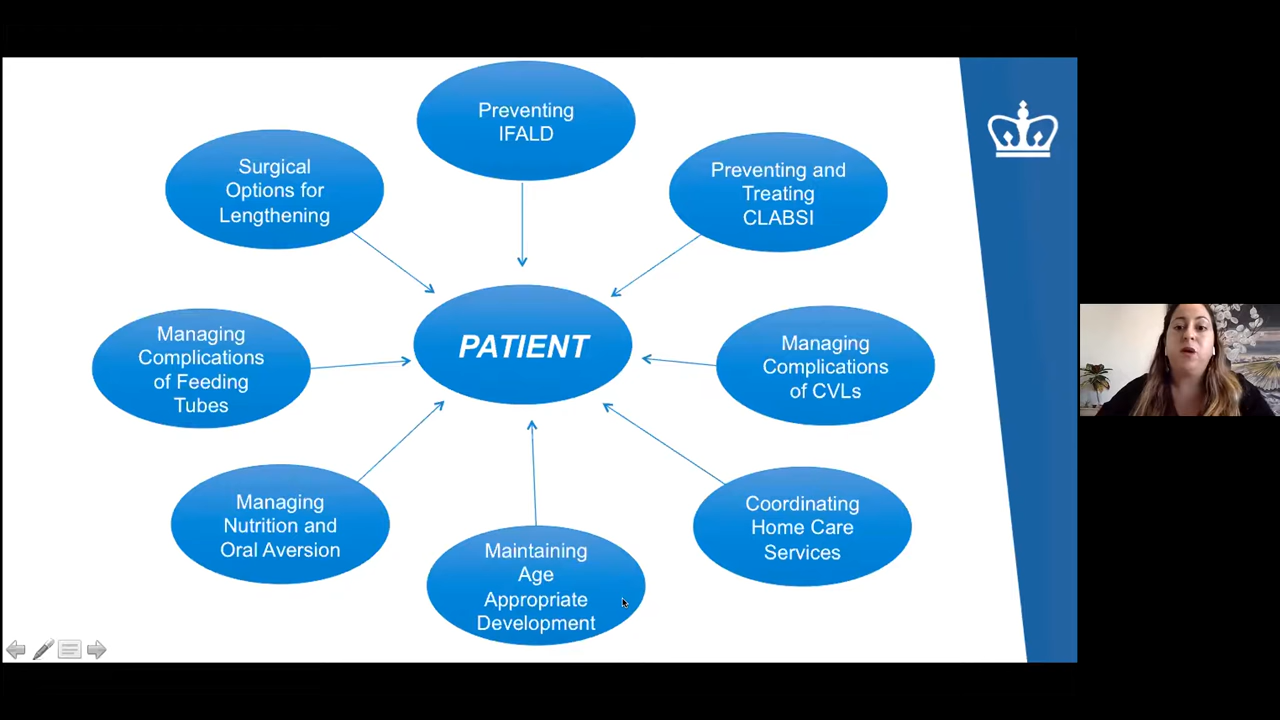 Preventing
IFALD
Surgical
Options for
Lengthening
Preventing and
Treating
CLABSI
Managing
Complications
of Feeding
Tubes
PATIENT
Managing
Complications
of CVLs
Managing
Nutrition and
Oral Aversion
Maintaining
Age
Appropriate
Development
Coordinating
Home Care
Services